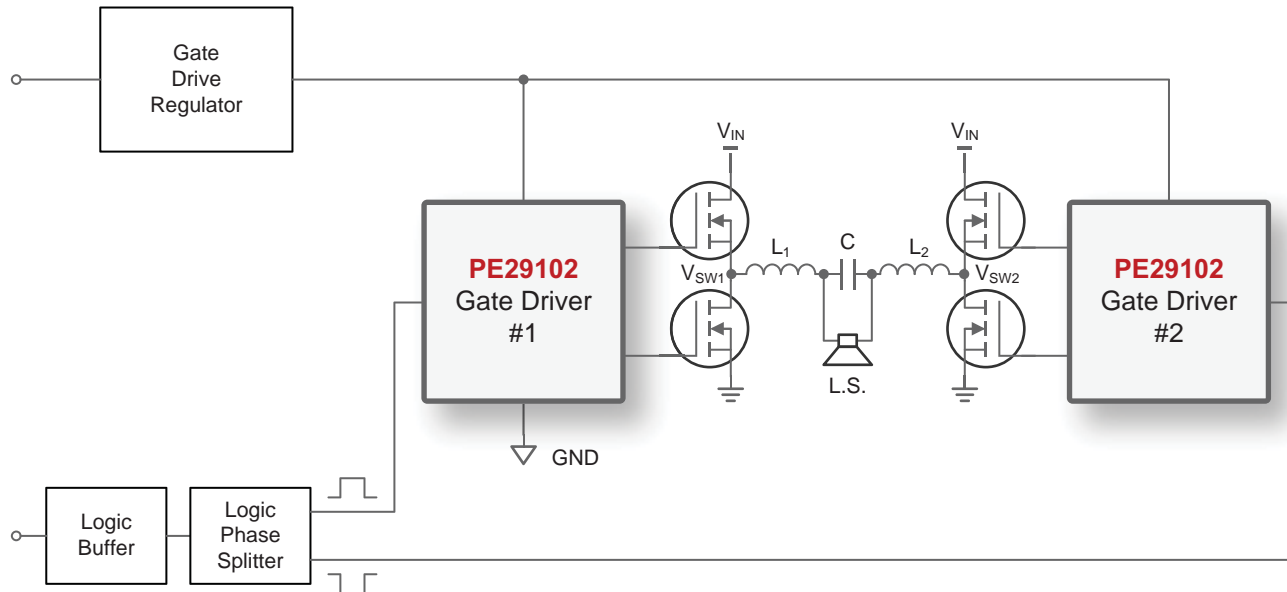 Gate
Drive
Regulator
V_IN
V_IN
PE29102
Gate Driver
#1
V_SW1
L_1
C
L_2
V_SW2
L.S.
PE29102
Gate Driver
#2
GND
Logic
Buffer
Logic
Phase
Splitter